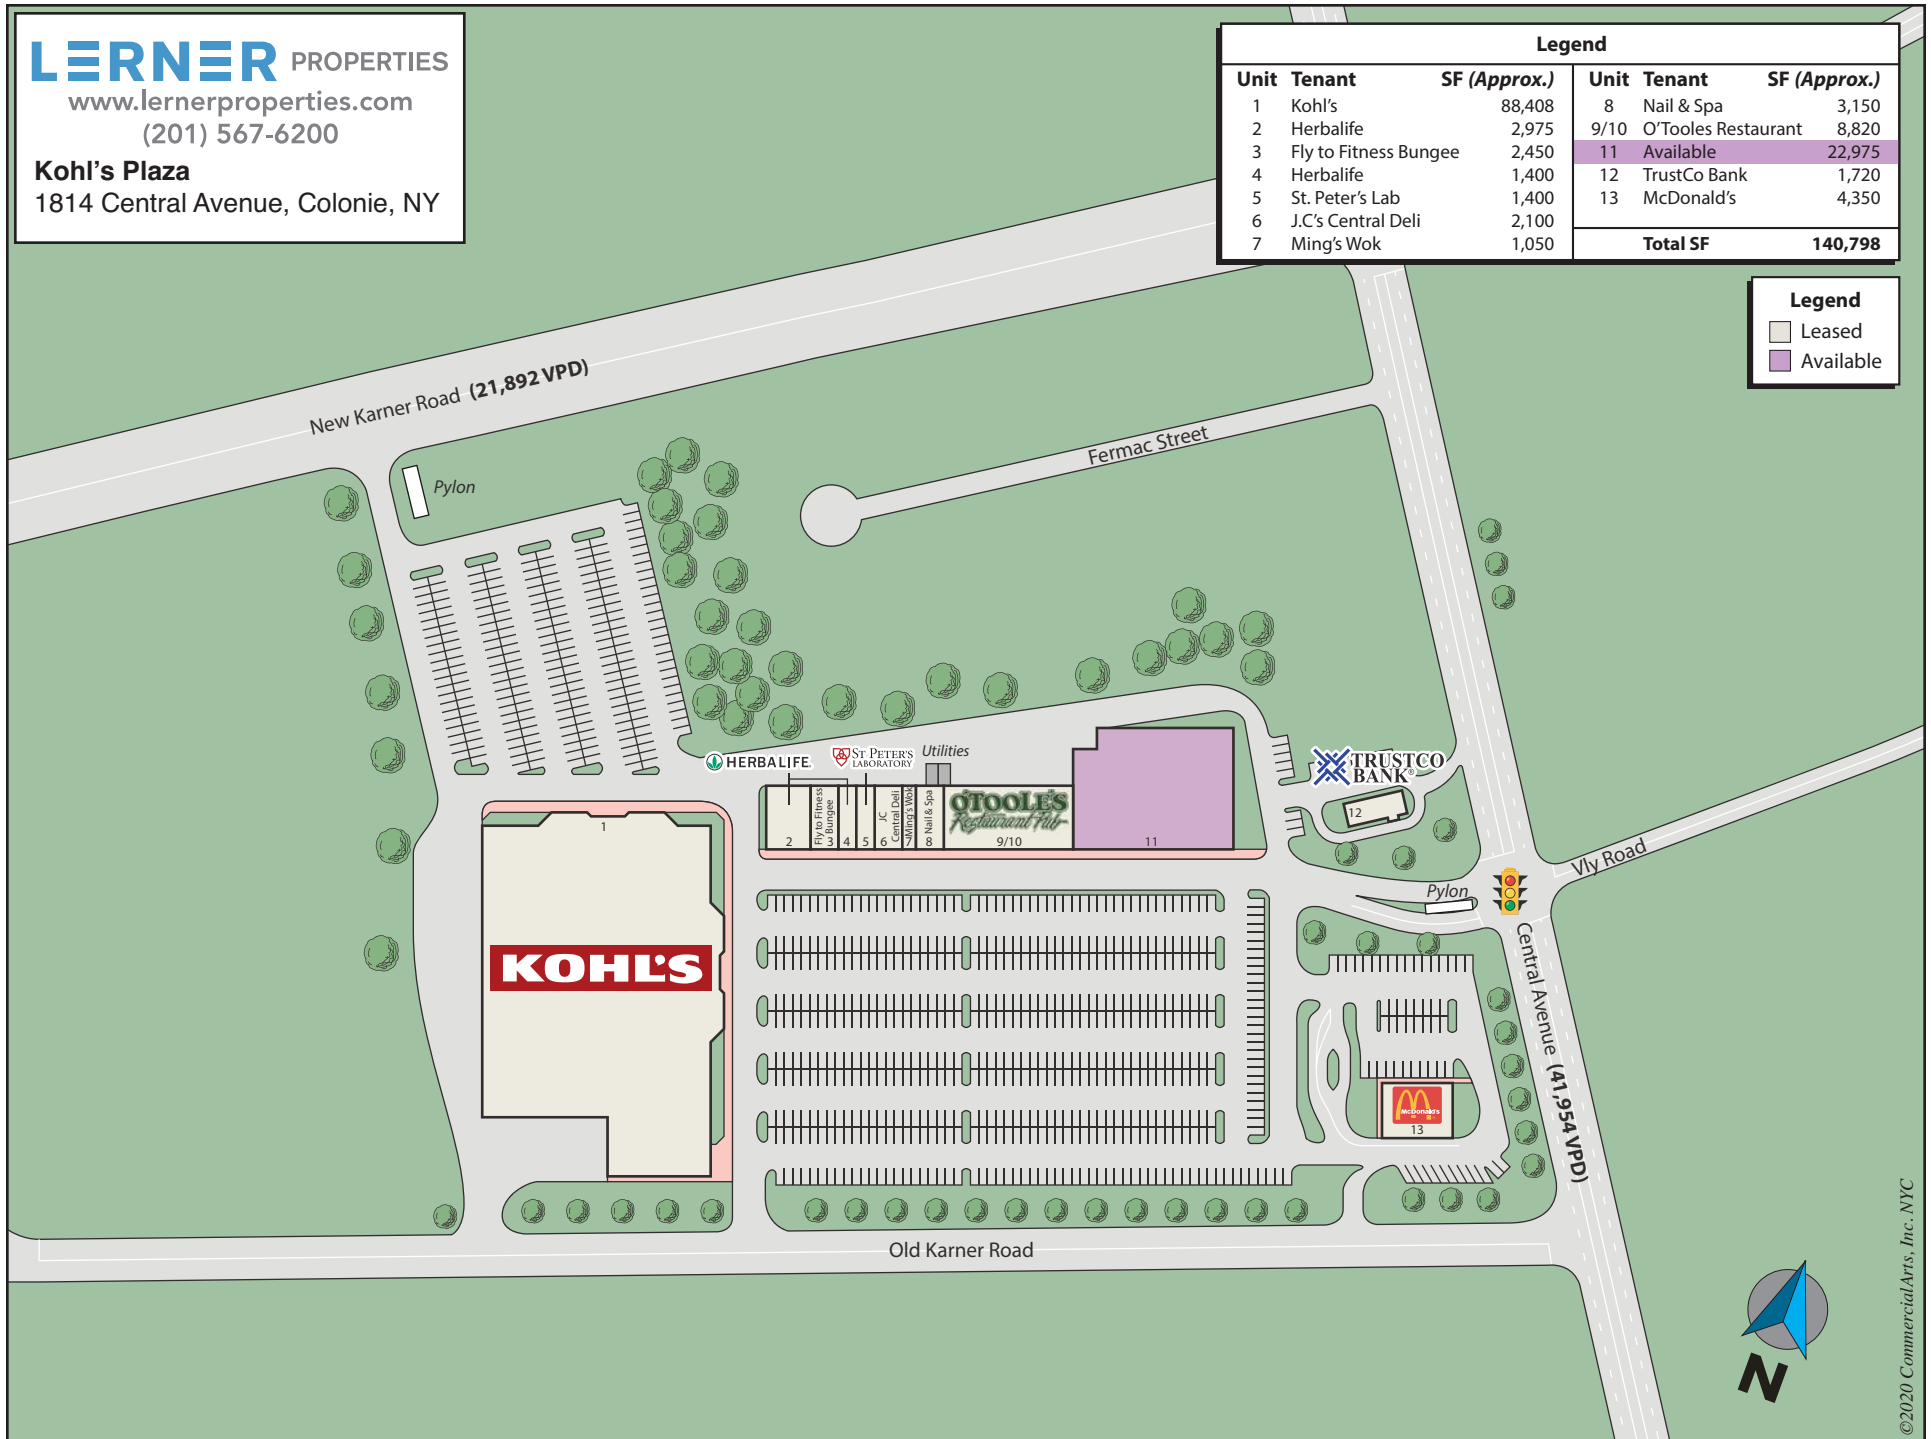 LERNER PROPERTIES
www.lernerproperties.com
(201) 567-6200
Kohl's Plaza
1814 Central Avenue, Colonie, NY
Legend
Unit Tenant SF (Approx.) Unit Tenant SF (Approx.)
1 Kohl's 88,408 8 Nail & Spa 3,150
2 Herbalife 2,975 9/10 O'Tooles Restaurant 8,820
3 Fly to Fitness Bungee 2,450 11 Available 22,975
4 Herbalife 1,400 12 TrustCo Bank 1,720
5 St. Peter's Lab 1,400 13 McDonald's 4,350
6 J.C's Central Deli 2,100
7 Ming's Wok 1,050 Total SF 140,798
Legend
Leased
Available
New Karner Road (21,892 VPD)
Fermac Street
Pylon
HERBALIFE
ST PETER'S
LABORATORY
Utilities
TRUSTCO
BANK®
12
1
2
Fly to Fitness
Bungee
3
4
5
JC
Central Deli
6
Ming's Wok
7
Nail & Spa
8
O'TOOLE'S
Restaurant Pub
9/10
11
Vly Road
Pylon
KOHL'S
Central Avenue (41,954 VPD)
McDonald's
13
Old Karner Road
N
©2020 CommercialArts, Inc. NYC